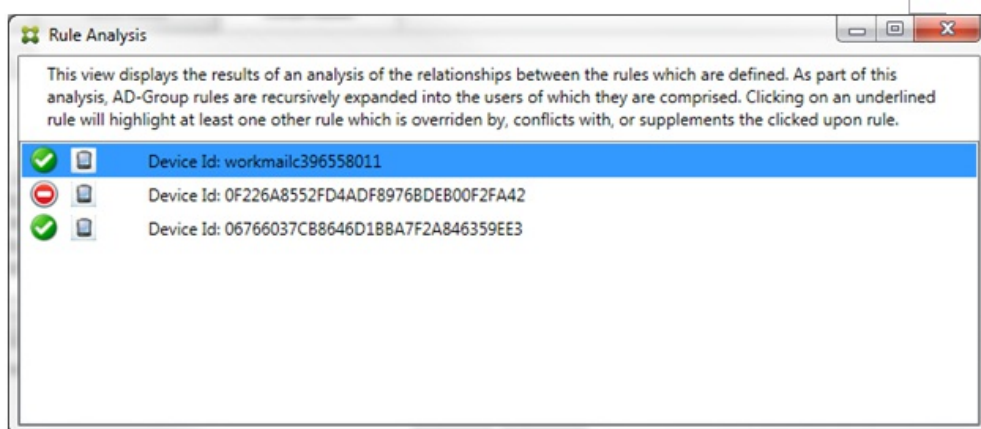 Rule Analysis
This view displays the results of an analysis of the relationships between the rules which are defined. As part of this
analysis, AD-Group rules are recursively expanded into the users of which they are comprised. Clicking on an underlined
rule will highlight at least one other rule which is overriden by, conflicts with, or supplements the clicked upon rule.
Device Id: workmailc396558011
Device Id: 0F226A8552FD4ADF8976BDEB00F2FA42
Device Id: 06766037CB8646D1BBA7F2A846359EE3